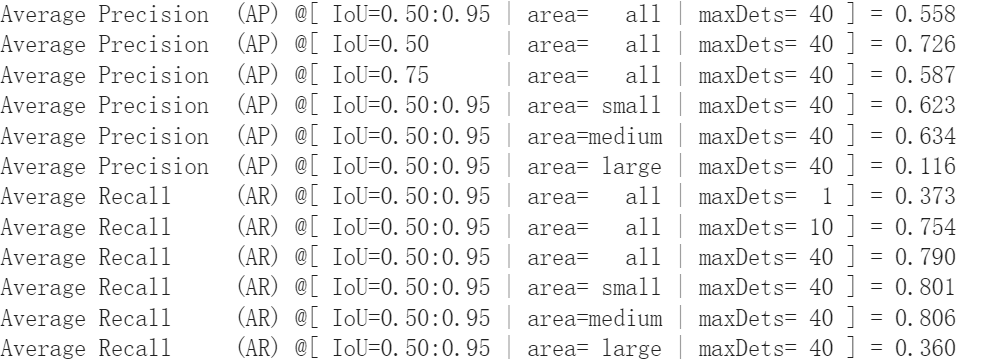 Average Precision  (AP) @[ IoU=0.50:0.95 | area=   all | maxDets= 40 ] = 0.558
Average Precision  (AP) @[ IoU=0.50      | area=   all | maxDets= 40 ] = 0.726
Average Precision  (AP) @[ IoU=0.75      | area=   all | maxDets= 40 ] = 0.587
Average Precision  (AP) @[ IoU=0.50:0.95 | area= small | maxDets= 40 ] = 0.623
Average Precision  (AP) @[ IoU=0.50:0.95 | area=medium | maxDets= 40 ] = 0.634
Average Precision  (AP) @[ IoU=0.50:0.95 | area= large | maxDets= 40 ] = 0.116
Average Recall     (AR) @[ IoU=0.50:0.95 | area=   all | maxDets=  1 ] = 0.373
Average Recall     (AR) @[ IoU=0.50:0.95 | area=   all | maxDets= 10 ] = 0.754
Average Recall     (AR) @[ IoU=0.50:0.95 | area=   all | maxDets= 40 ] = 0.790
Average Recall     (AR) @[ IoU=0.50:0.95 | area= small | maxDets= 40 ] = 0.801
Average Recall     (AR) @[ IoU=0.50:0.95 | area=medium | maxDets= 40 ] = 0.806
Average Recall     (AR) @[ IoU=0.50:0.95 | area= large | maxDets= 40 ] = 0.360